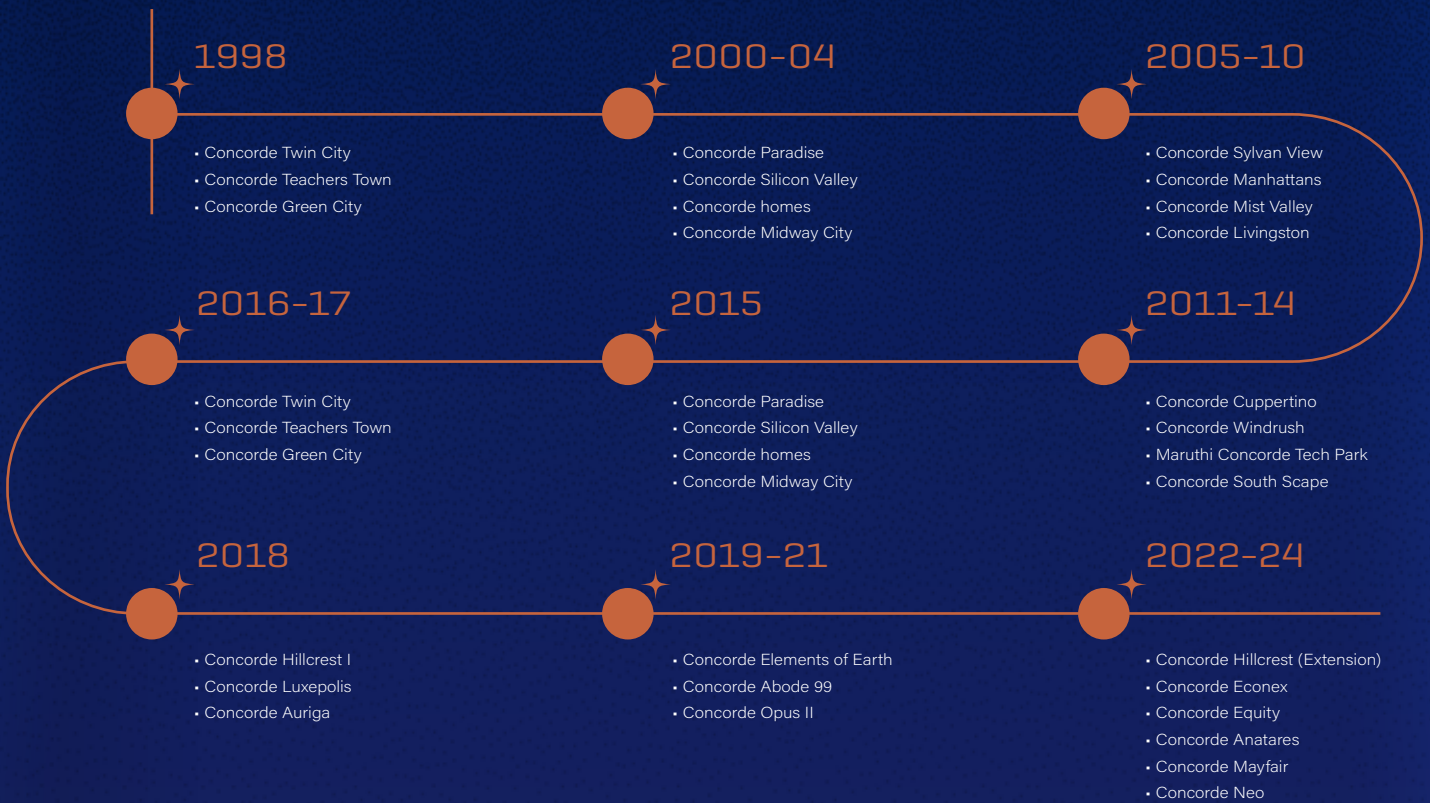 1998
• Concorde Twin City
• Concorde Teachers Town
• Concorde Green City
2000-04
• Concorde Paradise
• Concorde Silicon Valley
• Concorde homes
• Concorde Midway City
2005-10
• Concorde Sylvan View
• Concorde Manhattans
• Concorde Mist Valley
• Concorde Livingston
2011-14
• Concorde Cuppertino
• Concorde Windrush
• Maruthi Concorde Tech Park
• Concorde South Scape
2015
• Concorde Paradise
• Concorde Silicon Valley
• Concorde homes
• Concorde Midway City
2016-17
• Concorde Twin City
• Concorde Teachers Town
• Concorde Green City
2018
• Concorde Hillcrest I
• Concorde Luxepolis
• Concorde Auriga
2019-21
• Concorde Elements of Earth
• Concorde Abode 99
• Concorde Opus II
2022-24
• Concorde Hillcrest (Extension)
• Concorde Econex
• Concorde Equity
• Concorde Anatares
• Concorde Mayfair
• Concorde Neo